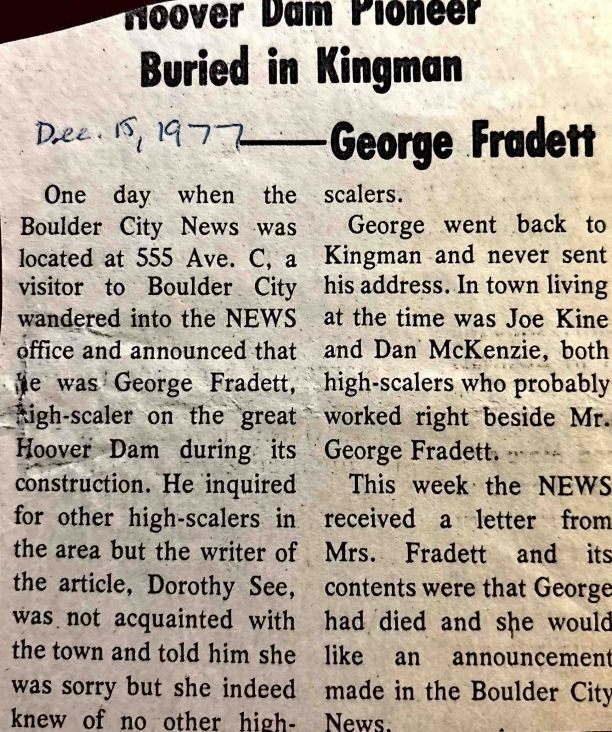 Hoover Dam Pioneer
Buried in Kingman
Dec. 15, 1977
George Fradett
One day when the
Boulder City News was
located at 555 Ave. C, a
visitor to Boulder City
wandered into the NEWS
office and announced that
he was George Fradett,
high-scaler on the great
Hoover Dam during its
construction. He inquired
for other high-scalers in
the area but the writer of
the article, Dorothy See,
was not acquainted with
the town and told him she
was sorry but she indeed
knew of no other high-
scalers.
George went back to
Kingman and never sent
his address. In town living
at the time was Joe Kine
and Dan McKenzie, both
high-scalers who probably
worked right beside Mr.
George Fradett.
This week the NEWS
received a letter from
Mrs. Fradett and its
contents were that George
had died and she would
like an announcement
made in the Boulder City
News.